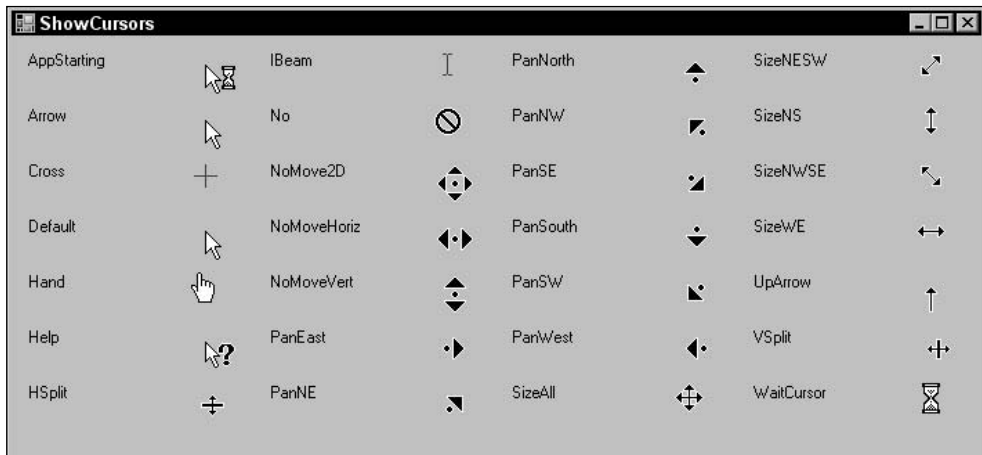 ShowCursors
AppStarting
Arrow
Cross
Default
Hand
Help
HSplit
IBeam
No
NoMove2D
NoMoveHoriz
NoMoveVert
PanEast
PanNE
PanNorth
PanNW
PanSE
PanSouth
PanSW
PanWest
SizeAll
SizeNESW
SizeNS
SizeNWSE
SizeWE
UpArrow
VSplit
WaitCursor